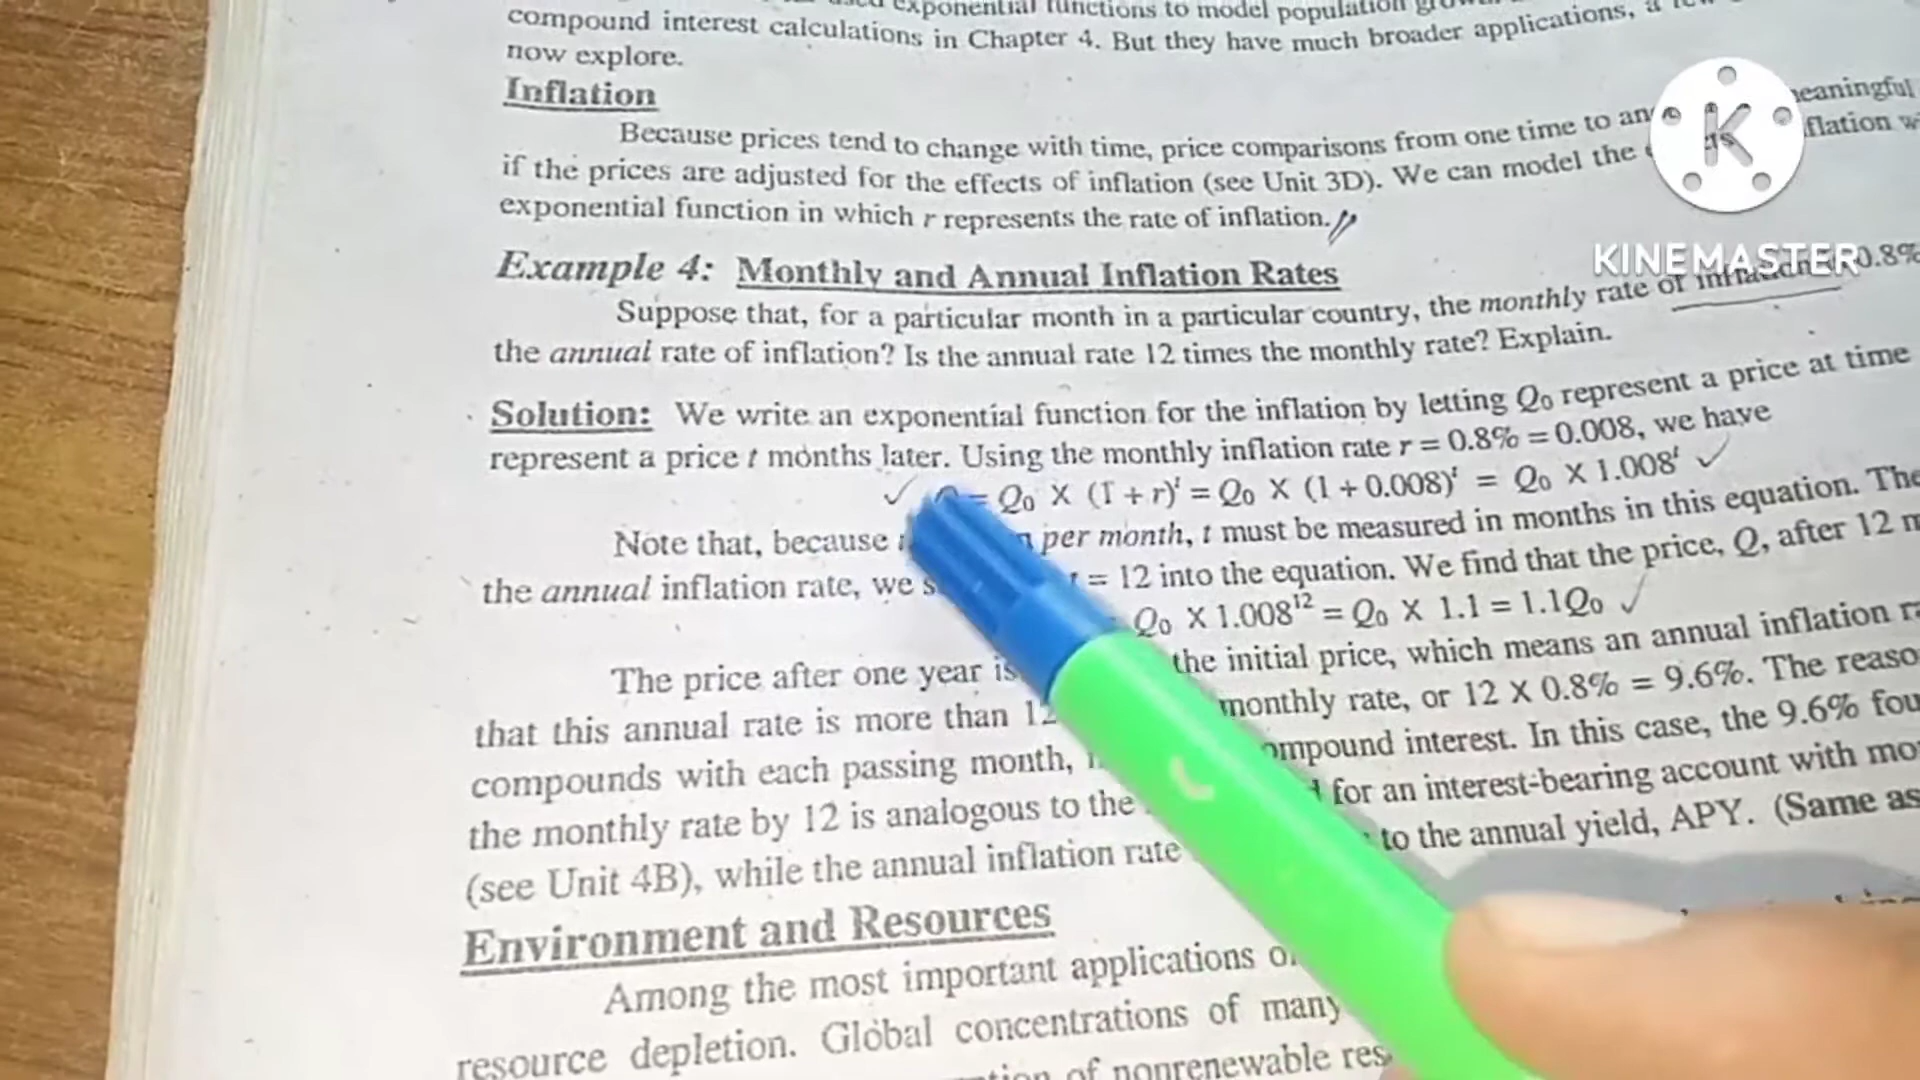 exponential functions to model population
compound interest calculations in Chapter 4. But they have much broader applications, a
now explore.
Inflation
Because prices tend to change with time, price comparisons from one time to
if the prices are adjusted for the effects of inflation (see Unit 3D). We can model the
exponential function in which r represents the rate of inflation.
K
KINEMASTER
Example 4: Monthly and Annual Inflation Rates
Suppose that, for a particular month in a particular country, the monthly rate of inflation 0.8%
the annual rate of inflation? Is the annual rate 12 times the monthly rate? Explain.
Solution: We write an exponential function for the inflation by letting Q₀ represent a price at time
represent a price t months later. Using the monthly inflation rate r = 0.8% = 0.008, we have
= Q₀ X (1 + r)ᵗ = Q₀ X (1 + 0.008)ᵗ = Q₀ X 1.008ᵗ
Note that, because per month, t must be measured in months in this equation. The
the annual inflation rate, we = 12 into the equation. We find that the price, Q, after 12
Q₀ X 1.008¹² = Q₀ X 1.1 = 1.1Q₀
The price after one year is the initial price, which means an annual inflation
that this annual rate is more than monthly rate, or 12 X 0.8% = 9.6%. The
compounds with each passing month, compound interest. In this case, the 9.6%
the monthly rate by 12 is analogous to the for an interest-bearing account with
(see Unit 4B), while the annual inflation rate to the annual yield, APY. (Same as
Environment and Resources
Among the most important applications
resource depletion. Global concentrations of many
of nonrenewable